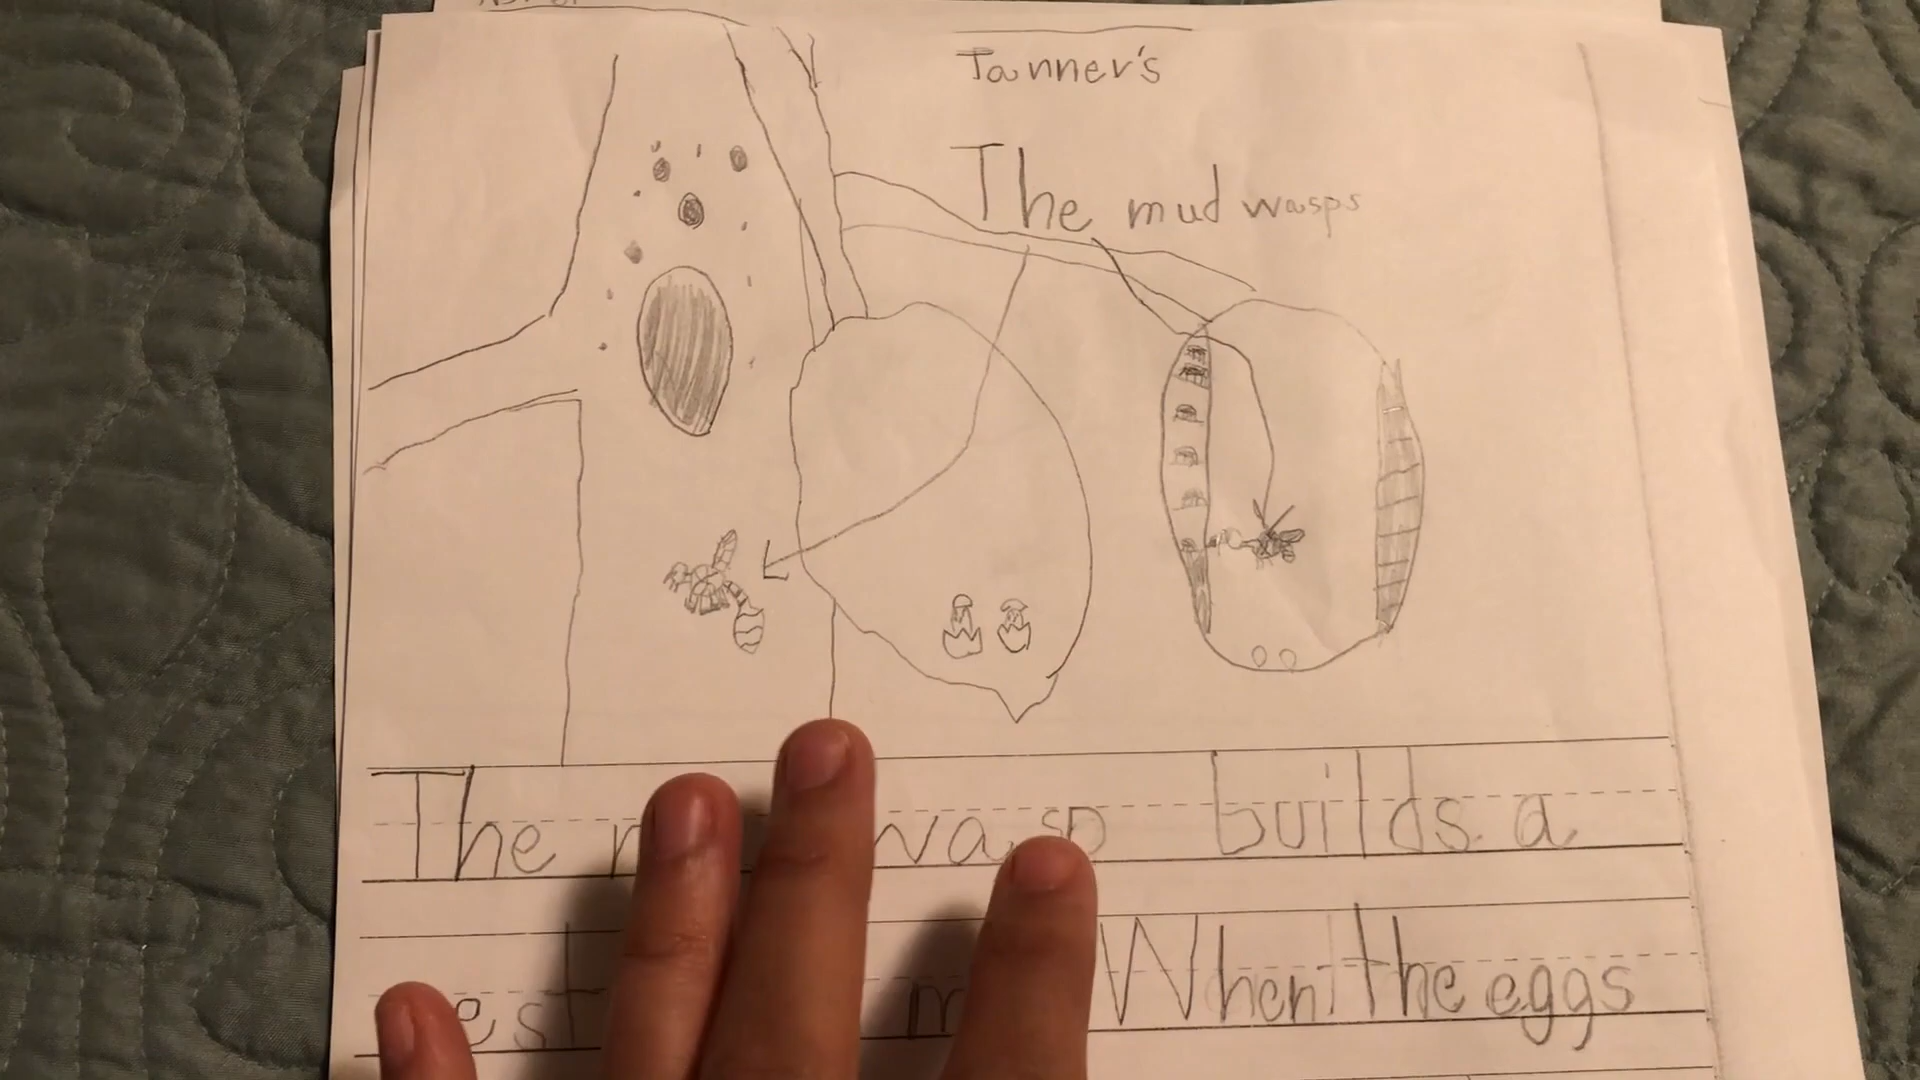 Tanner's
The mud wasps
The wasp builds a
When the eggs